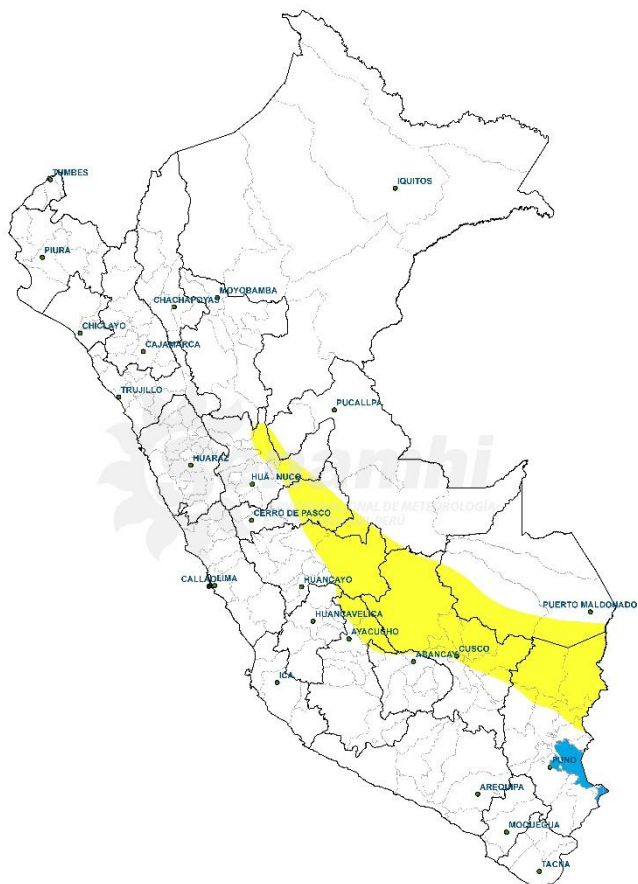 TUMBES
IQUITOS
PIURA
MOYOBAMBA
CHACHAPOYAS
CHICLAYO
CAJAMARCA
TRUJILLO
PUCALLPA
HUARAZ
HUÁNUCO
CERRO DE PASCO
CALLAO
LIMA
HUANCAYO
PUERTO MALDONADO
HUANCAVELICA
AYACUCHO
ABANCAY
CUSCO
ICA
PUNO
AREQUIPA
MOQUEGUA
TACNA